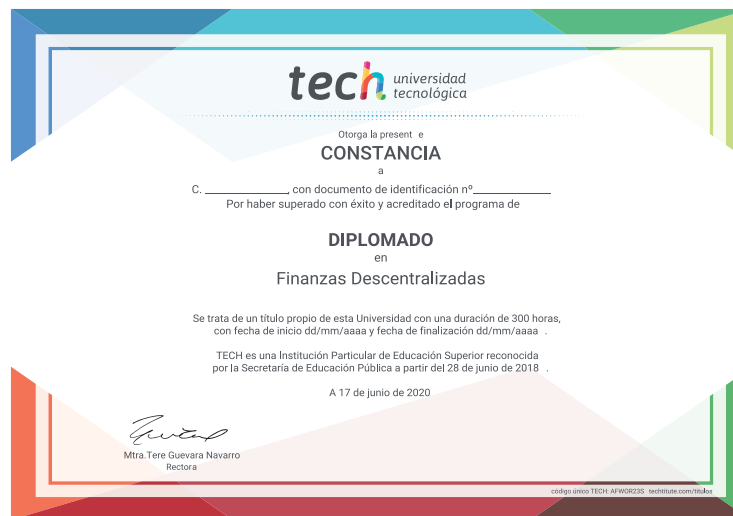 tech universidad
tecnológica
Otorga la present e
CONSTANCIA
a
C. ______________, con documento de identificación nº_____________
Por haber superado con éxito y acreditado el programa de
DIPLOMADO
en
Finanzas Descentralizadas
Se trata de un título propio de esta Universidad con una duración de 300 horas,
con fecha de inicio dd/mm/aaaa y fecha de finalización dd/mm/aaaa .
TECH es una Institución Particular de Educación Superior reconocida
por la Secretaría de Educación Pública a partir del 28 de junio de 2018 .
A 17 de junio de 2020
Mtra.Tere Guevara Navarro
Rectora
código único TECH: AFWOR23S techtitute.com/titulos